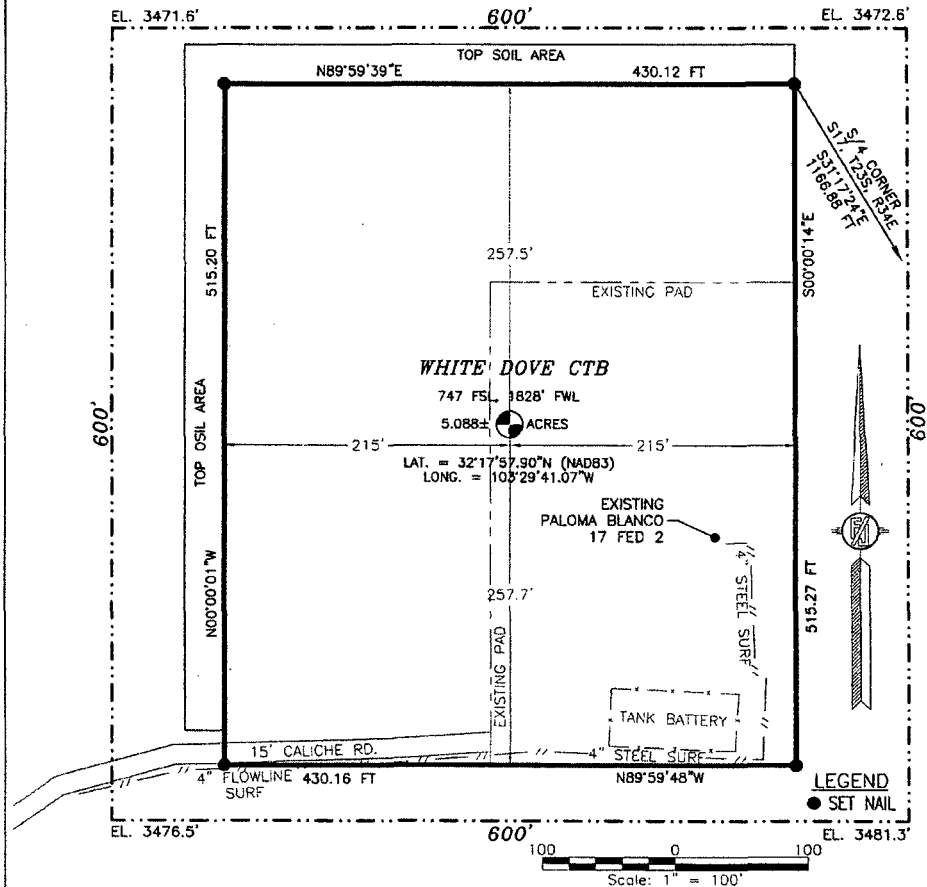 EL. 3471.6'
600'
EL. 3472.6'
TOP SOIL AREA
N89°59'39"E
430.12 FT
S/4 CORNER
S17, T23S, R34E
S31°17'24"E
1166.88 FT
515.20 FT
S00°00'14"E
257.5'
EXISTING PAD
WHITE DOVE CTB
747 FSL, 1828' FWL
5.088± ACRES
600'
600'
TOP OSIL AREA
215'
215'
LAT. = 32°17'57.90"N (NAD83)
LONG. = 103°29'41.07"W
EXISTING
PALOMA BLANCO
17 FED 2
4" STEEL SURF
N00°00'01"W
257.7'
515.27 FT
EXISTING PAD
TANK BATTERY
15' CALICHE RD.
4" STEEL SURF
4" FLOWLINE
SURF
430.16 FT
N89°59'48"W
LEGEND
SET NAIL
EL. 3476.5'
600'
EL. 3481.3'
100 0 100
Scale: 1" = 100'